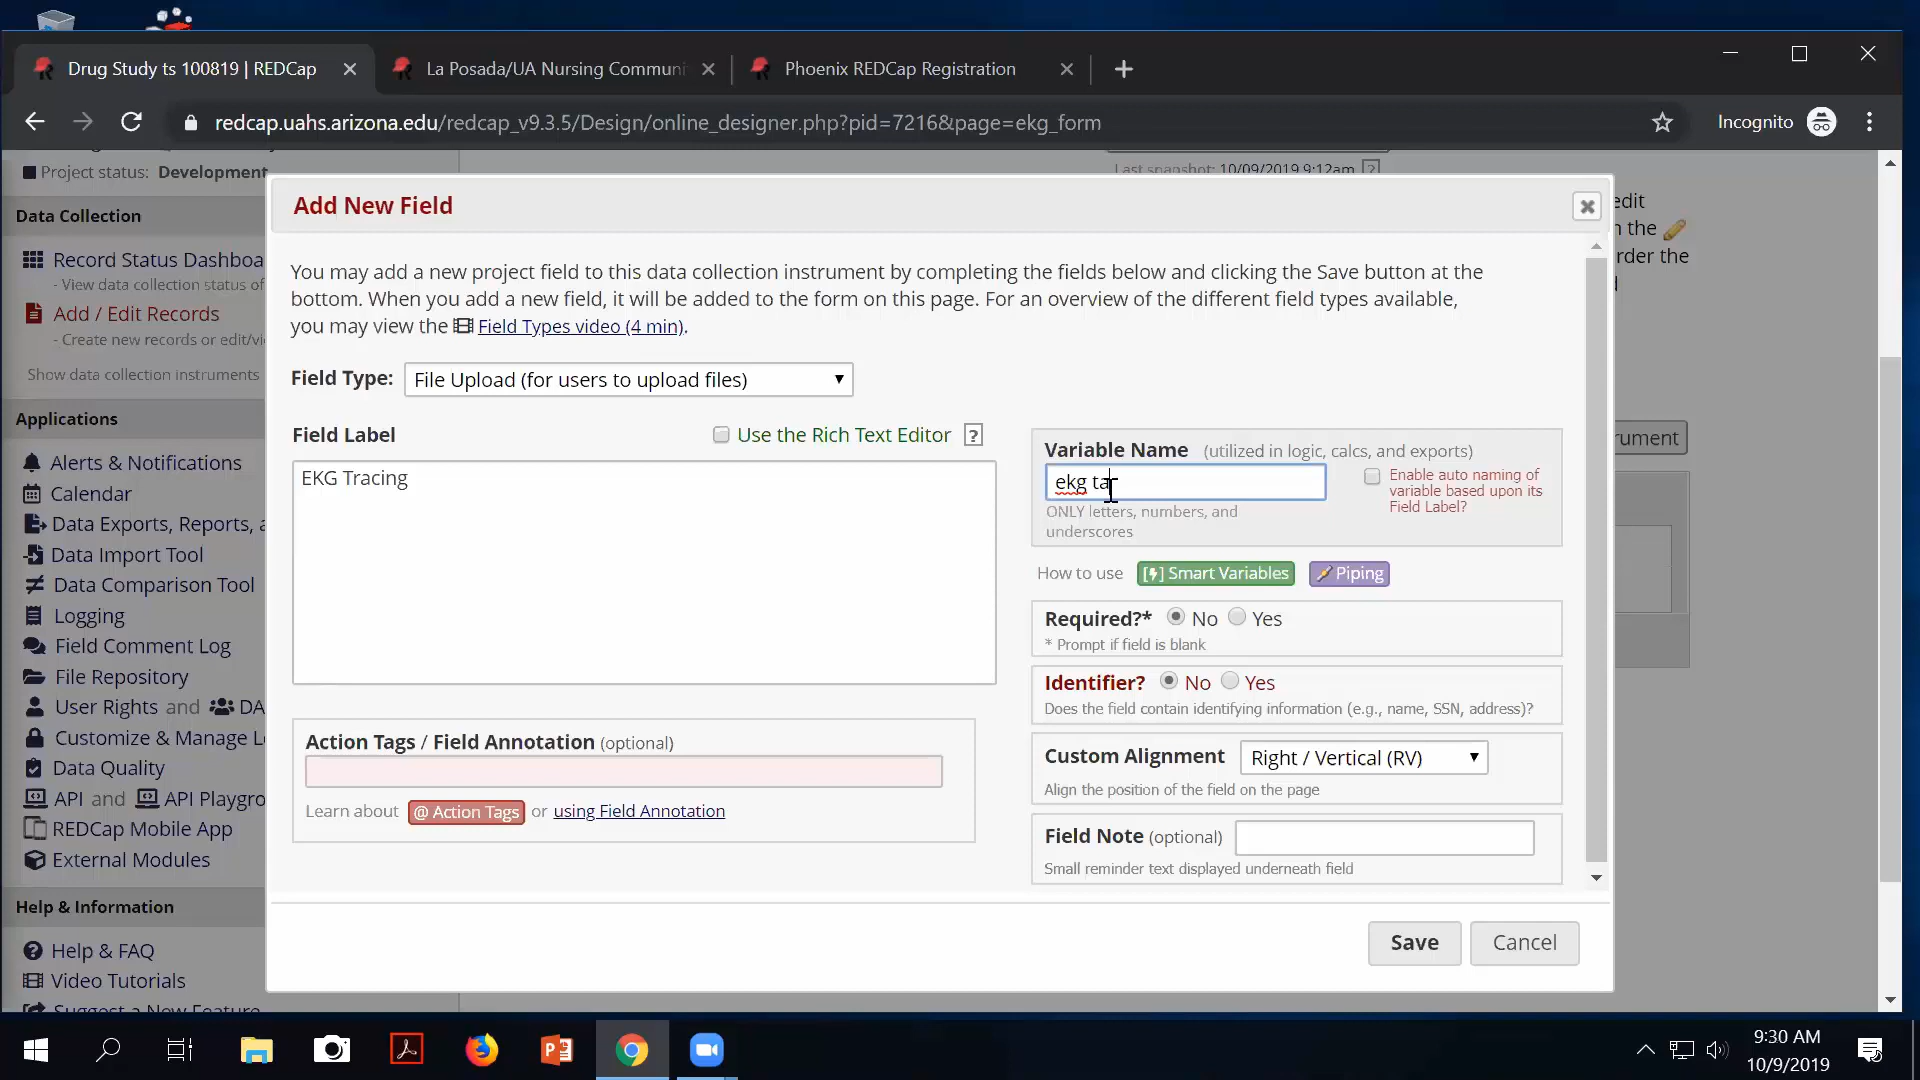 Drug Study ts 100819 | REDCap
La Posada/UA Nursing Commun
Phoenix REDCap Registration
redcap.uahs.arizona.edu/redcap_v9.3.5/Design/online_designer.php?pid=7216&page=ekg_form
Incognito
Project status: Development
Last snapshot: 10/09/2019 9:12am ?
Data Collection
Record Status Dashboa
- View data collection status of
Add / Edit Records
- Create new records or edit/vi
Show data collection instruments
Applications
Alerts & Notifications
Calendar
Data Exports, Reports, a
Data Import Tool
Data Comparison Tool
Logging
Field Comment Log
File Repository
User Rights and DA
Customize & Manage L
Data Quality
API and API Playgro
REDCap Mobile App
External Modules
Help & Information
Help & FAQ
Video Tutorials
Suggest a New Feature
edit
n the
rder the
rument
Add New Field
You may add a new project field to this data collection instrument by completing the fields below and clicking the Save button at the
bottom. When you add a new field, it will be added to the form on this page. For an overview of the different field types available,
you may view the Field Types video (4 min).
Field Type: File Upload (for users to upload files)
Field Label
Use the Rich Text Editor ?
EKG Tracing
Action Tags / Field Annotation (optional)
Learn about @ Action Tags or using Field Annotation
Variable Name (utilized in logic, calcs, and exports)
ekg ta
ONLY letters, numbers, and
underscores
Enable auto naming of
variable based upon its
Field Label?
How to use [] Smart Variables Piping
Required?* No Yes
* Prompt if field is blank
Identifier? No Yes
Does the field contain identifying information (e.g., name, SSN, address)?
Custom Alignment Right / Vertical (RV)
Align the position of the field on the page
Field Note (optional)
Small reminder text displayed underneath field
Save
Cancel
9:30 AM
10/9/2019